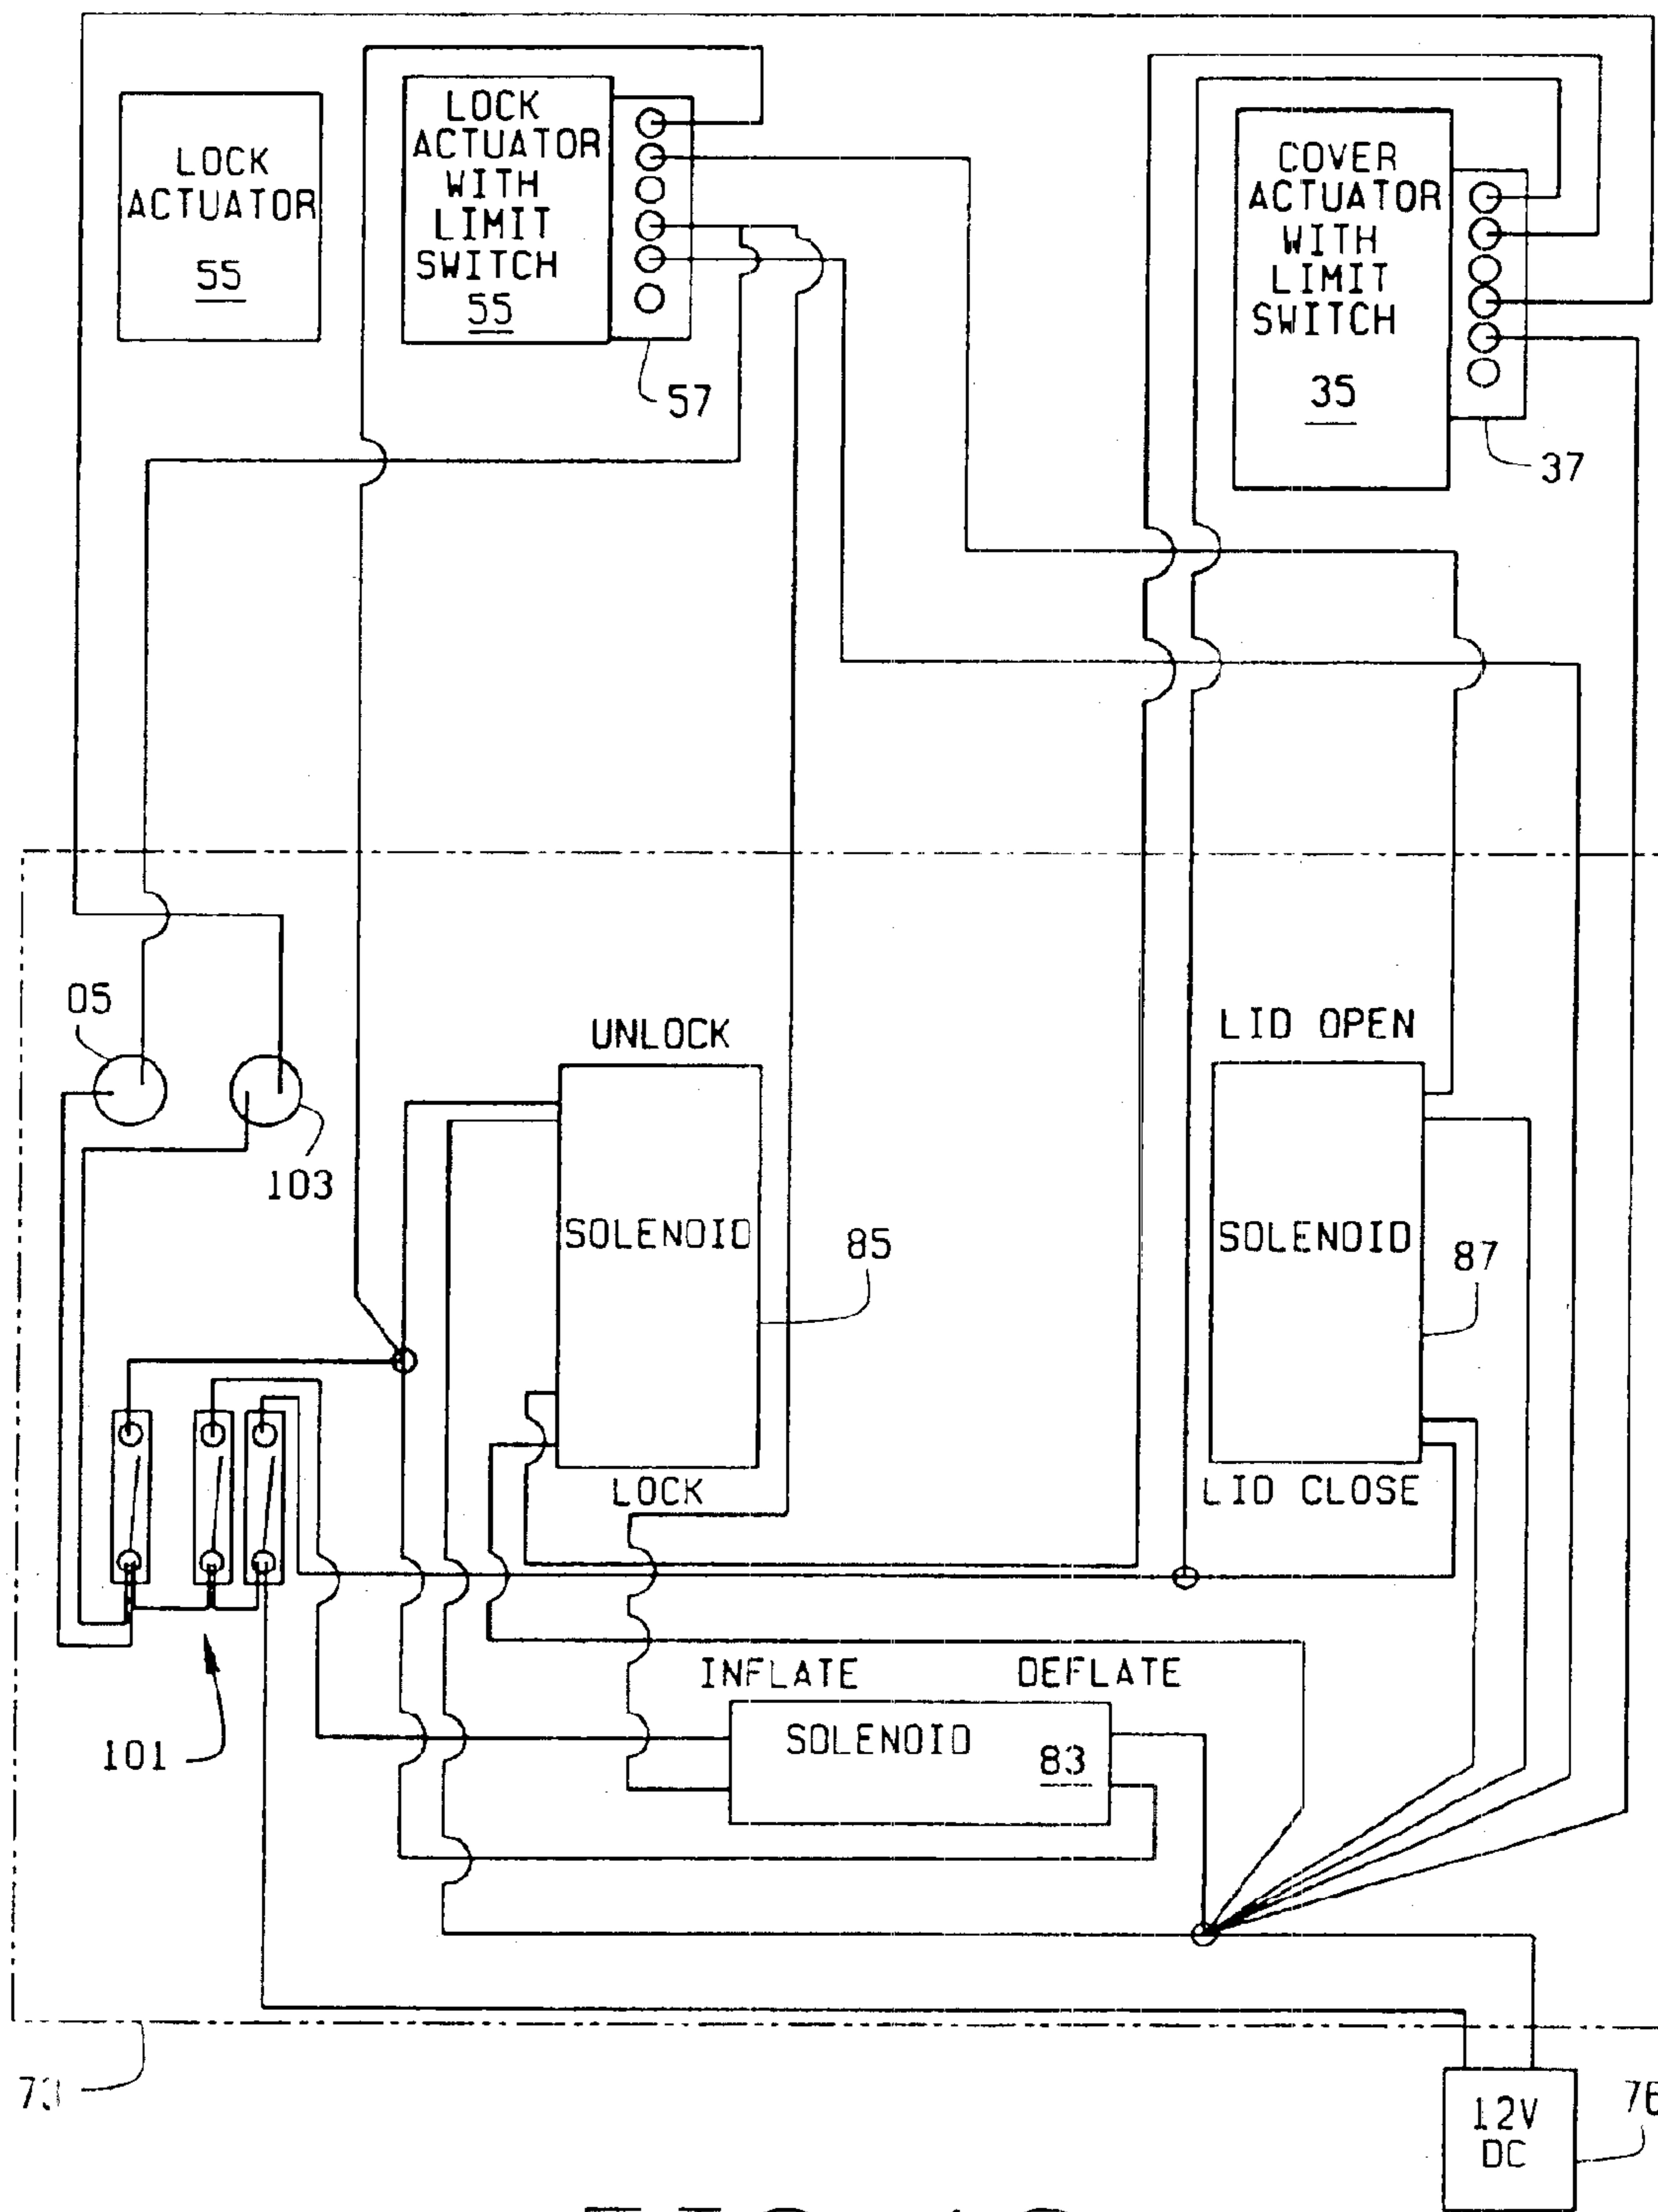 LOCK
ACTUATOR
55
LOCK
ACTUATOR
WITH
LIMIT
SWITCH
55
57
COVER
ACTUATOR
WITH
LIMIT
SWITCH
35
37
05
103
UNLOCK
SOLENOID
85
LOCK
LID OPEN
SOLENOID
87
LID CLOSE
101
INFLATE DEFLATE
SOLENOID
83
73
12V
DC